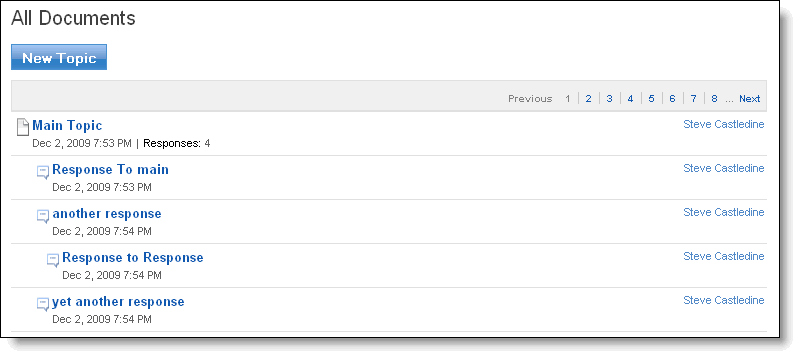 All Documents
New Topic
Previous 1 2 3 4 5 6 7 8 ... Next
Main Topic Steve Castledine
Dec 2, 2009 7:53 PM | Responses: 4
Response To main Steve Castledine
Dec 2, 2009 7:53 PM
another response Steve Castledine
Dec 2, 2009 7:54 PM
Response to Response Steve Castledine
Dec 2, 2009 7:54 PM
yet another response Steve Castledine
Dec 2, 2009 7:54 PM